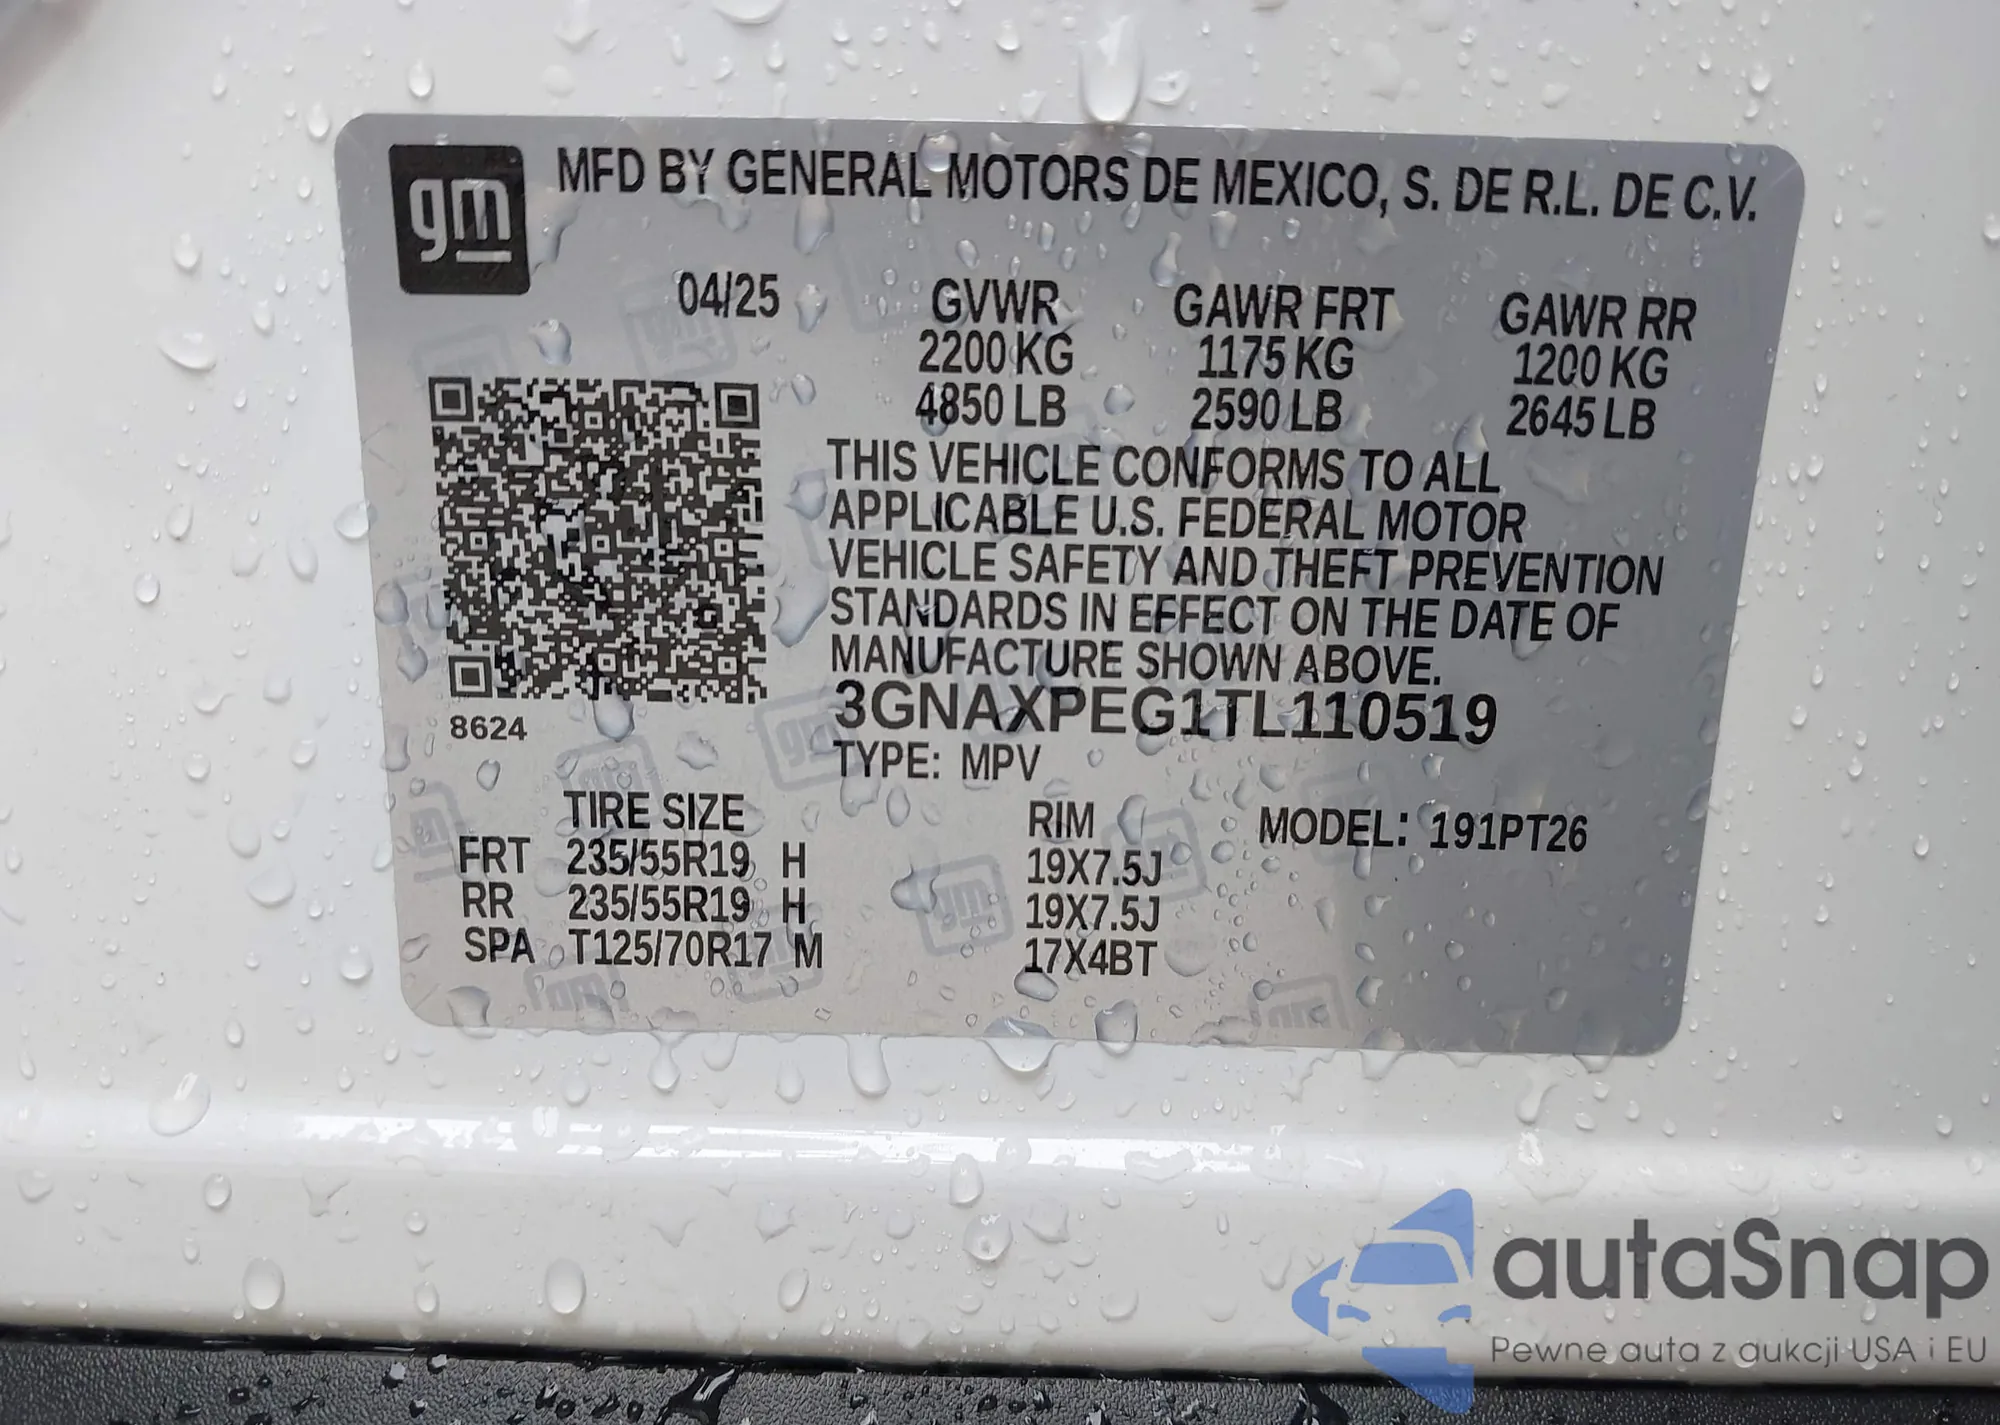 gm
MFD BY GENERAL MOTORS DE MEXICO, S. DE R.L. DE C.V.
04/25 GVWR GAWR FRT GAWR RR
2200 KG 1175 KG 1200 KG
4850 LB 2590 LB 2645 LB
THIS VEHICLE CONFORMS TO ALL
APPLICABLE U.S. FEDERAL MOTOR
VEHICLE SAFETY AND THEFT PREVENTION
STANDARDS IN EFFECT ON THE DATE OF
MANUFACTURE SHOWN ABOVE.
3GNAXPEG1TL110519
8624
TYPE: MPV
TIRE SIZE RIM MODEL: 191PT26
FRT 235/55R19 H 19X7.5J
RR 235/55R19 H 19X7.5J
SPA T125/70R17 M 17X4BT
autaSnap
Pewne auta z aukcji USA i EU